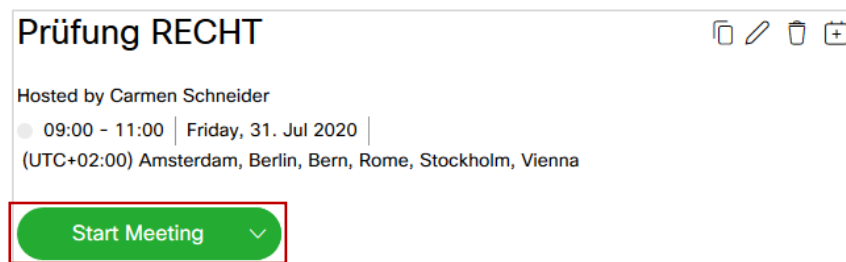 Prüfung RECHT
Hosted by Carmen Schneider
09:00 - 11:00 Friday, 31. Jul 2020
(UTC+02:00) Amsterdam, Berlin, Bern, Rome, Stockholm, Vienna
Start Meeting